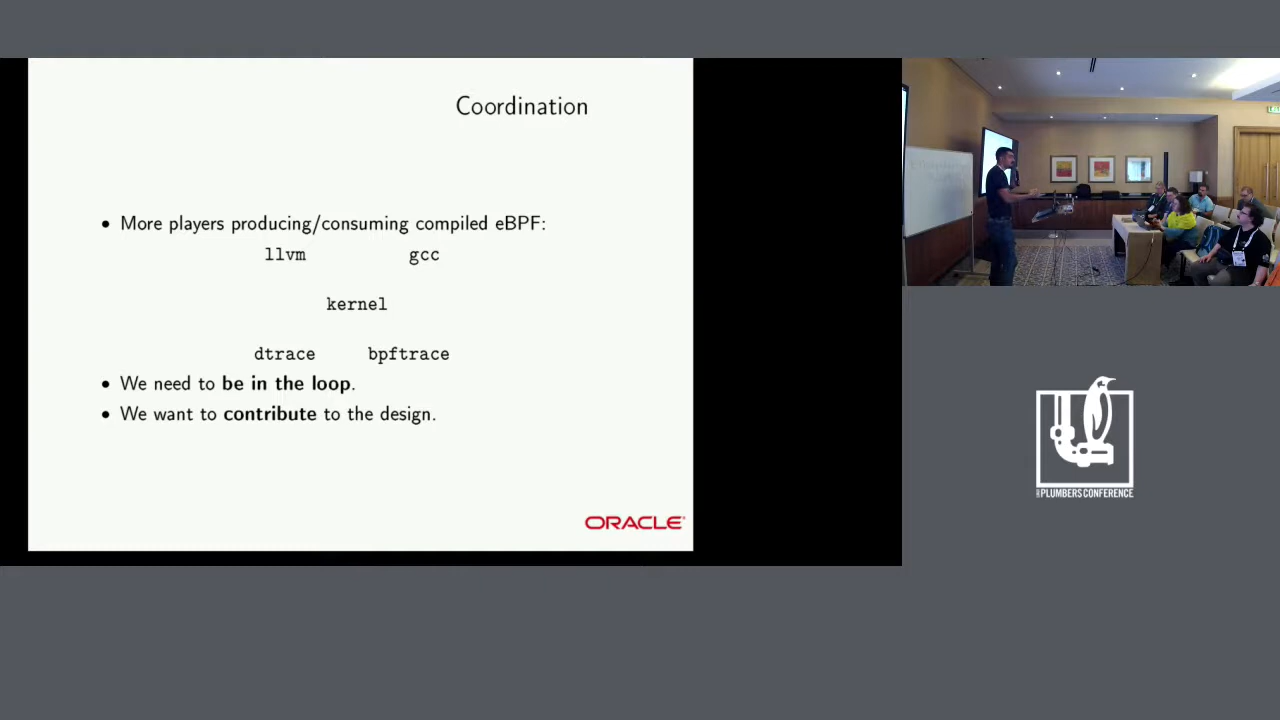 Coordination
• More players producing/consuming compiled eBPF:
llvm gcc
kernel
dtrace bpftrace
• We need to be in the loop.
• We want to contribute to the design.
ORACLE
PLUMBERS CONFERENCE